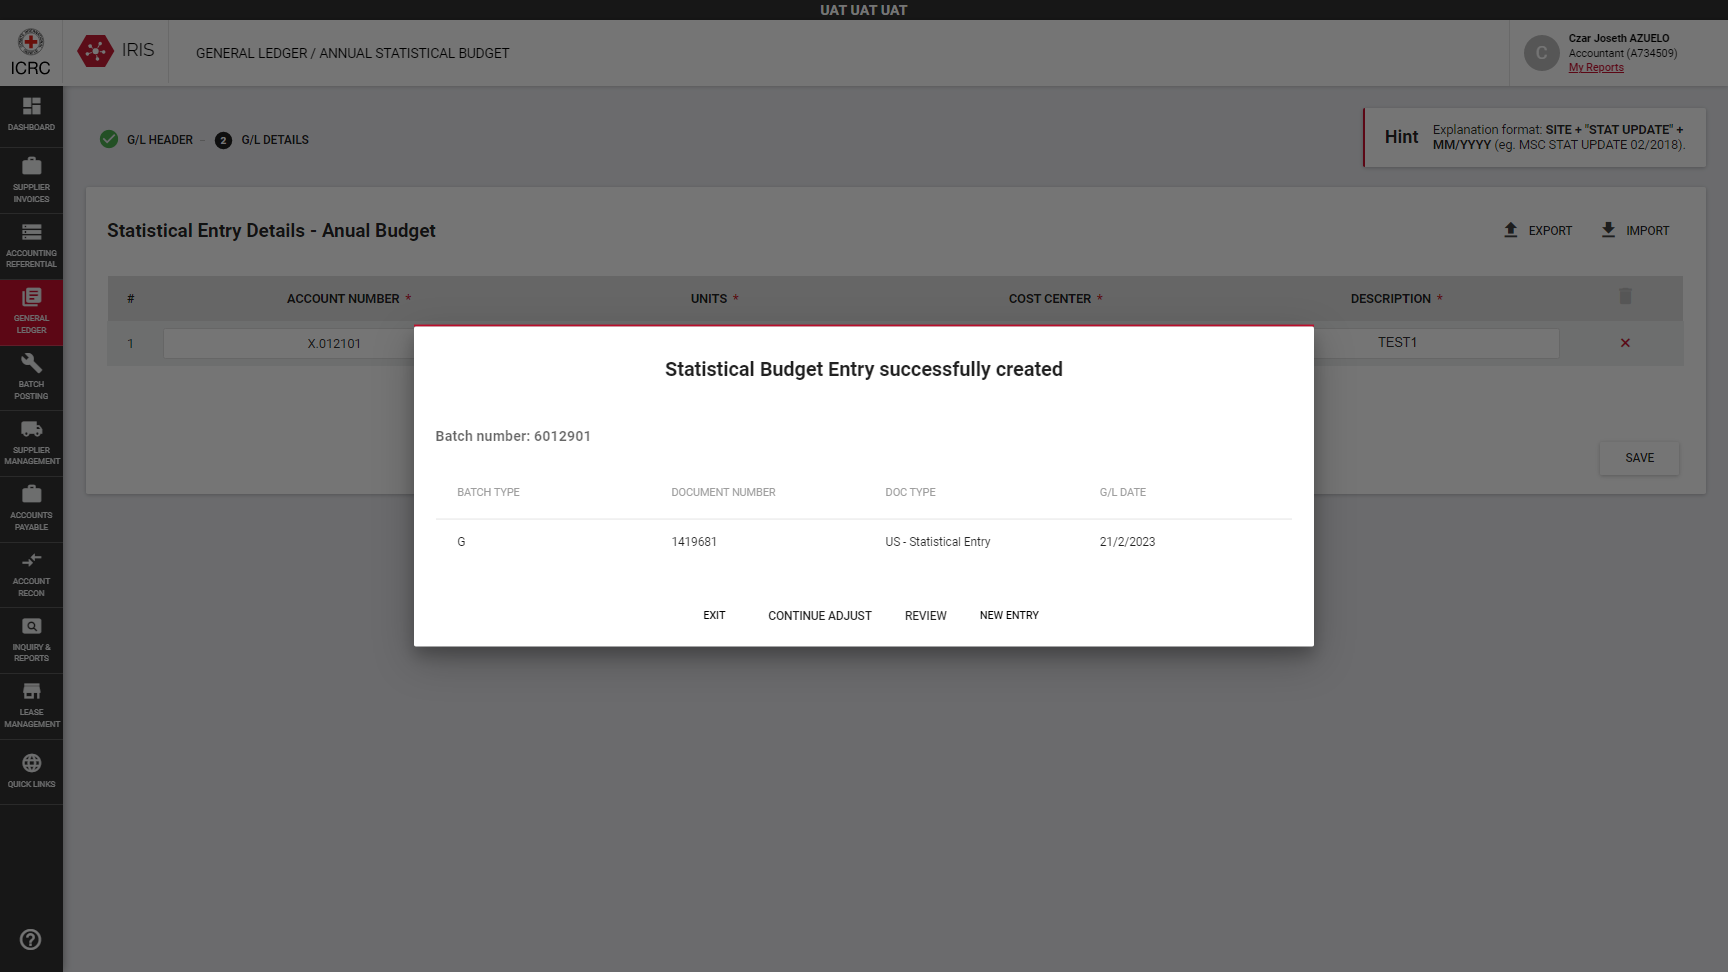 UAT UAT UAT
ICRC
IRIS
GENERAL LEDGER / ANNUAL STATISTICAL BUDGET
C
Czar Joseth AZUELO
Accountant (A734509)
My Reports
DASHBOARD
SUPPLIER
INVOICES
ACCOUNTING
REFERENTIAL
GENERAL
LEDGER
BATCH
POSTING
SUPPLIER
MANAGEMENT
ACCOUNTS
PAYABLE
ACCOUNT
RECON
INQUIRY &
REPORTS
LEASE
MANAGEMENT
QUICK LINKS
G/L HEADER
2 G/L DETAILS
Hint
Explanation format: SITE + "STAT UPDATE" +
MM/YYYY (eg. MSC STAT UPDATE 02/2018).
Statistical Entry Details - Anual Budget
EXPORT
IMPORT
# ACCOUNT NUMBER * UNITS * COST CENTER * DESCRIPTION *
1 X.012101 TEST1
SAVE
Statistical Budget Entry successfully created
Batch number: 6012901
BATCH TYPE DOCUMENT NUMBER DOC TYPE G/L DATE
G 1419681 US - Statistical Entry 21/2/2023
EXIT CONTINUE ADJUST REVIEW NEW ENTRY